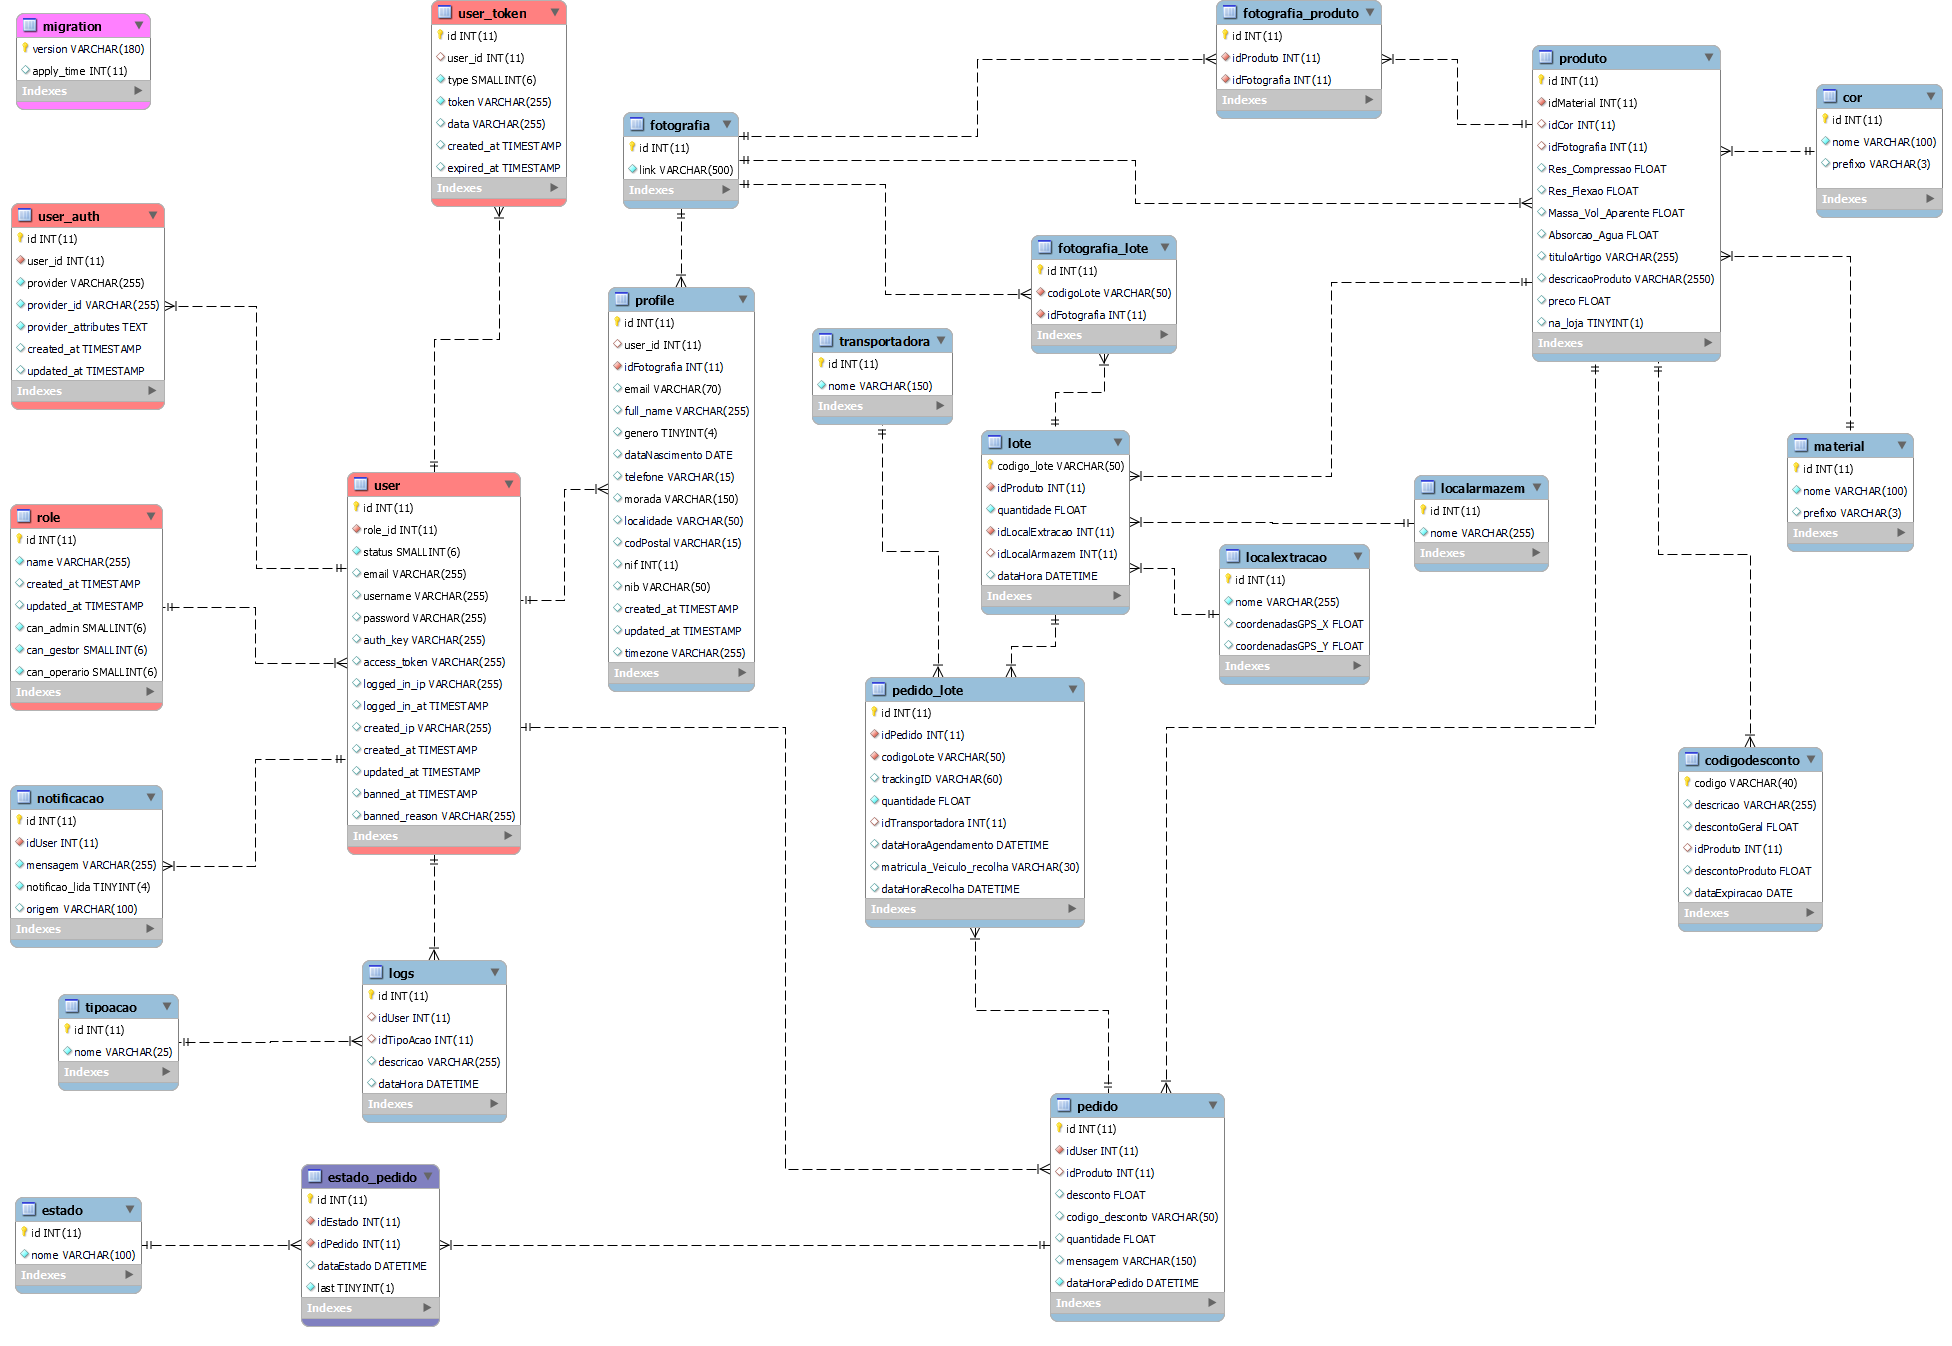 migration
version VARCHAR(180)
apply_time INT(11)
Indexes
user_token
id INT(11)
user_id INT(11)
type SMALLINT(6)
token VARCHAR(255)
data VARCHAR(255)
created_at TIMESTAMP
expired_at TIMESTAMP
Indexes
fotografia_produto
id INT(11)
idProduto INT(11)
idFotografia INT(11)
Indexes
produto
id INT(11)
idMaterial INT(11)
idCor INT(11)
idFotografia INT(11)
Res_Compressao FLOAT
Res_Flexao FLOAT
Massa_Vol_Aparente FLOAT
Absorcao_Agua FLOAT
tituloArtigo VARCHAR(255)
descricaoProduto VARCHAR(2550)
preco FLOAT
na_loja TINYINT(1)
Indexes
cor
id INT(11)
nome VARCHAR(100)
prefixo VARCHAR(3)
Indexes
fotografia
id INT(11)
link VARCHAR(500)
Indexes
user_auth
id INT(11)
user_id INT(11)
provider VARCHAR(255)
provider_id VARCHAR(255)
provider_attributes TEXT
created_at TIMESTAMP
updated_at TIMESTAMP
Indexes
fotografia_lote
id INT(11)
codigoLote VARCHAR(50)
idFotografia INT(11)
Indexes
profile
id INT(11)
user_id INT(11)
idFotografia INT(11)
email VARCHAR(70)
full_name VARCHAR(255)
genero TINYINT(4)
dataNascimento DATE
telefone VARCHAR(15)
morada VARCHAR(150)
localidade VARCHAR(50)
codPostal VARCHAR(15)
nif INT(11)
nib VARCHAR(50)
created_at TIMESTAMP
updated_at TIMESTAMP
timezone VARCHAR(255)
Indexes
transportadora
id INT(11)
nome VARCHAR(150)
Indexes
lote
codigo_lote VARCHAR(50)
idProduto INT(11)
quantidade FLOAT
idLocalExtracao INT(11)
idLocalArmazem INT(11)
dataHora DATETIME
Indexes
material
id INT(11)
nome VARCHAR(100)
prefixo VARCHAR(3)
Indexes
user
id INT(11)
role_id INT(11)
status SMALLINT(6)
email VARCHAR(255)
username VARCHAR(255)
password VARCHAR(255)
auth_key VARCHAR(255)
access_token VARCHAR(255)
logged_in_ip VARCHAR(255)
logged_in_at TIMESTAMP
created_ip VARCHAR(255)
created_at TIMESTAMP
updated_at TIMESTAMP
banned_at TIMESTAMP
banned_reason VARCHAR(255)
Indexes
localarmazem
id INT(11)
nome VARCHAR(255)
Indexes
role
id INT(11)
name VARCHAR(255)
created_at TIMESTAMP
updated_at TIMESTAMP
can_admin SMALLINT(6)
can_gestor SMALLINT(6)
can_operario SMALLINT(6)
Indexes
localextracao
id INT(11)
nome VARCHAR(255)
coordenadasGPS_X FLOAT
coordenadasGPS_Y FLOAT
Indexes
pedido_lote
id INT(11)
idPedido INT(11)
codigoLote VARCHAR(50)
trackingID VARCHAR(60)
quantidade FLOAT
idTransportadora INT(11)
dataHoraAgendamento DATETIME
matricula_Veiculo_recolha VARCHAR(30)
dataHoraRecolha DATETIME
Indexes
codigodesconto
codigo VARCHAR(40)
descricao VARCHAR(255)
descontoGeral FLOAT
idProduto INT(11)
descontoProduto FLOAT
dataExpiracao DATE
Indexes
notificacao
id INT(11)
idUser INT(11)
mensagem VARCHAR(255)
notificao_lida TINYINT(4)
origem VARCHAR(100)
Indexes
logs
id INT(11)
idUser INT(11)
idTipoAcao INT(11)
descricao VARCHAR(255)
dataHora DATETIME
Indexes
tipoacao
id INT(11)
nome VARCHAR(25)
Indexes
pedido
id INT(11)
idUser INT(11)
idProduto INT(11)
desconto FLOAT
codigo_desconto VARCHAR(50)
quantidade FLOAT
mensagem VARCHAR(150)
dataHoraPedido DATETIME
Indexes
estado_pedido
id INT(11)
idEstado INT(11)
idPedido INT(11)
dataEstado DATETIME
last TINYINT(1)
Indexes
estado
id INT(11)
nome VARCHAR(100)
Indexes